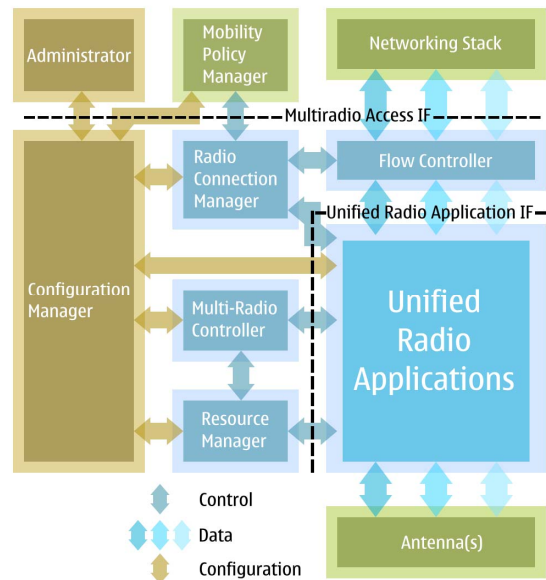 Administrator
Mobility
Policy
Manager
Networking Stack
Multiradio Access IF
Radio
Connection
Manager
Flow Controller
Unified Radio Application IF
Configuration
Manager
Multi-Radio
Controller
Unified
Radio
Applications
Resource
Manager
Control
Data
Configuration
Antenna(s)